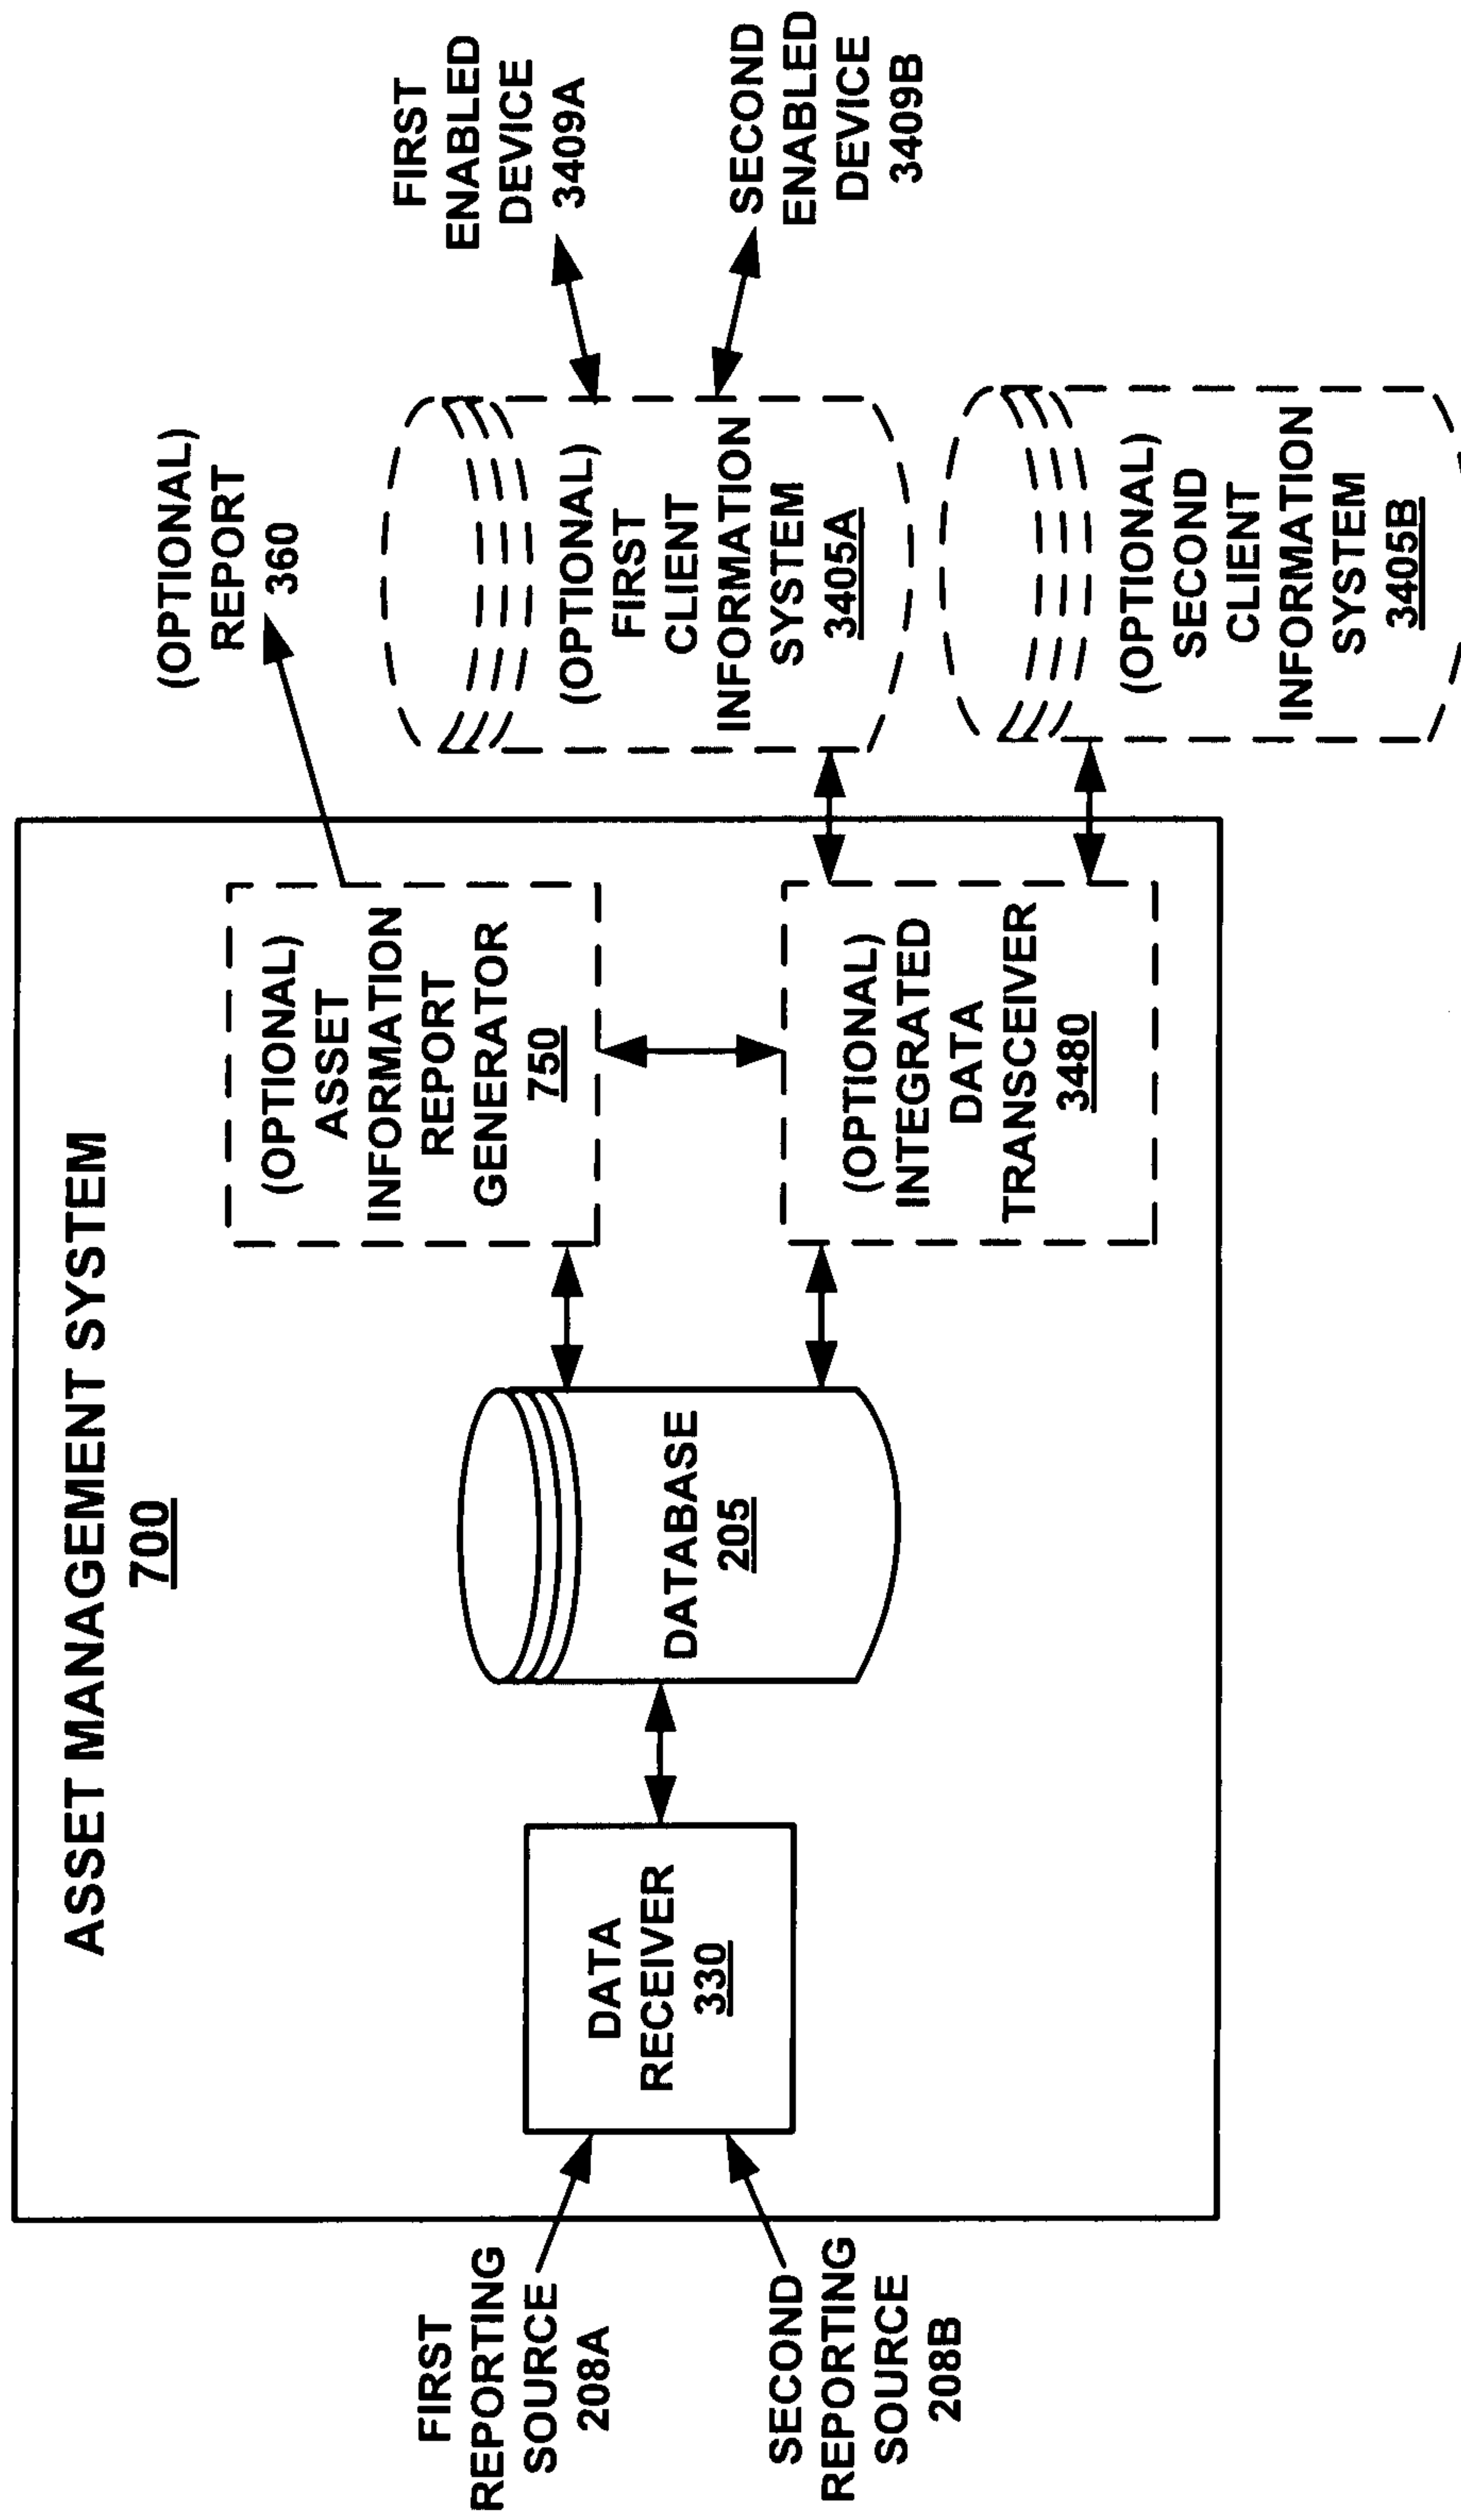 ASSET MANAGEMENT SYSTEM
700
FIRST
REPORTING
SOURCE
208A
SECOND
REPORTING
SOURCE
208B
DATA
RECEIVER
330
DATABASE
205
(OPTIONAL)
ASSET
INFORMATION
REPORT
GENERATOR
750
(OPTIONAL)
INTEGRATED
DATA
TRANSCEIVER
3480
(OPTIONAL)
REPORT
360
(OPTIONAL)
FIRST
CLIENT
INFORMATION
SYSTEM
3405A
(OPTIONAL)
SECOND
CLIENT
INFORMATION
SYSTEM
3405B
FIRST
ENABLED
DEVICE
3409A
SECOND
ENABLED
DEVICE
3409B